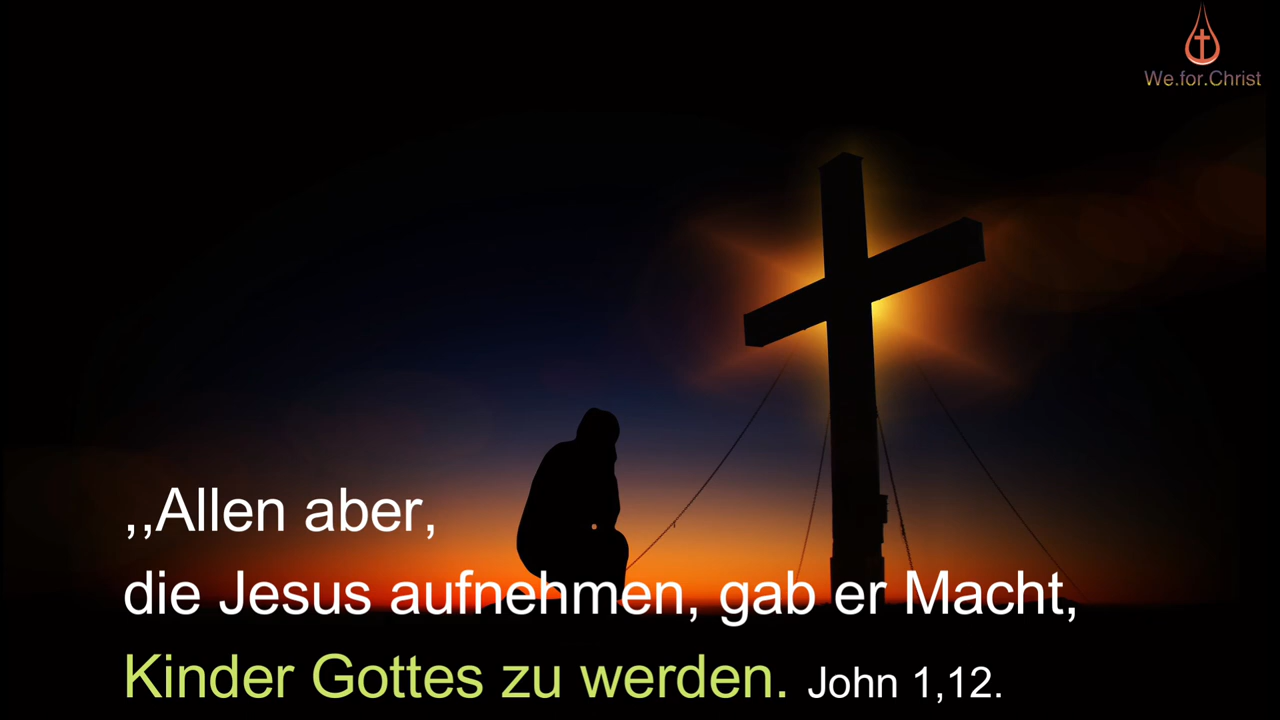 We.for.Christ
,,Allen aber,
die Jesus aufnehmen, gab er Macht,
Kinder Gottes zu werden. John 1,12.